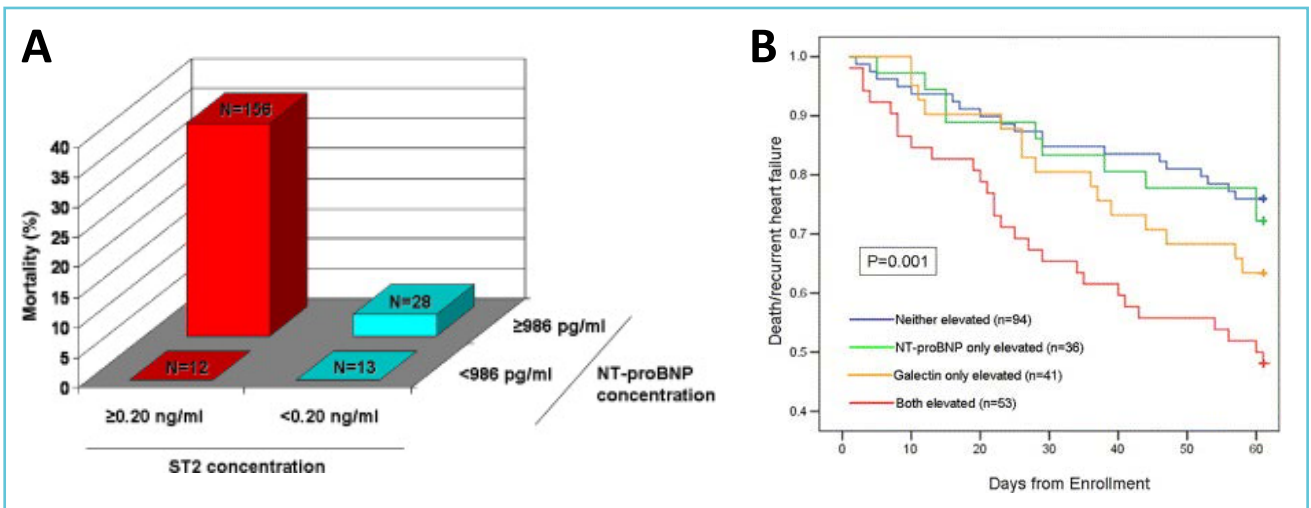 A
N=156
N=28
N=12
N=13
40
35
30
25
20
15
10
5
0
Mortality (%)
≥986 pg/ml
<986 pg/ml
NT-proBNP
concentration
≥0.20 ng/ml
<0.20 ng/ml
ST2 concentration
B
1.0
0.9
0.8
0.7
0.6
0.5
0.4
Death/recurrent heart failure
P=0.001
Neither elevated (n=94)
NT-proBNP only elevated (n=36)
Galectin only elevated (n=41)
Both elevated (n=53)
0 10 20 30 40 50 60
Days from Enrollment